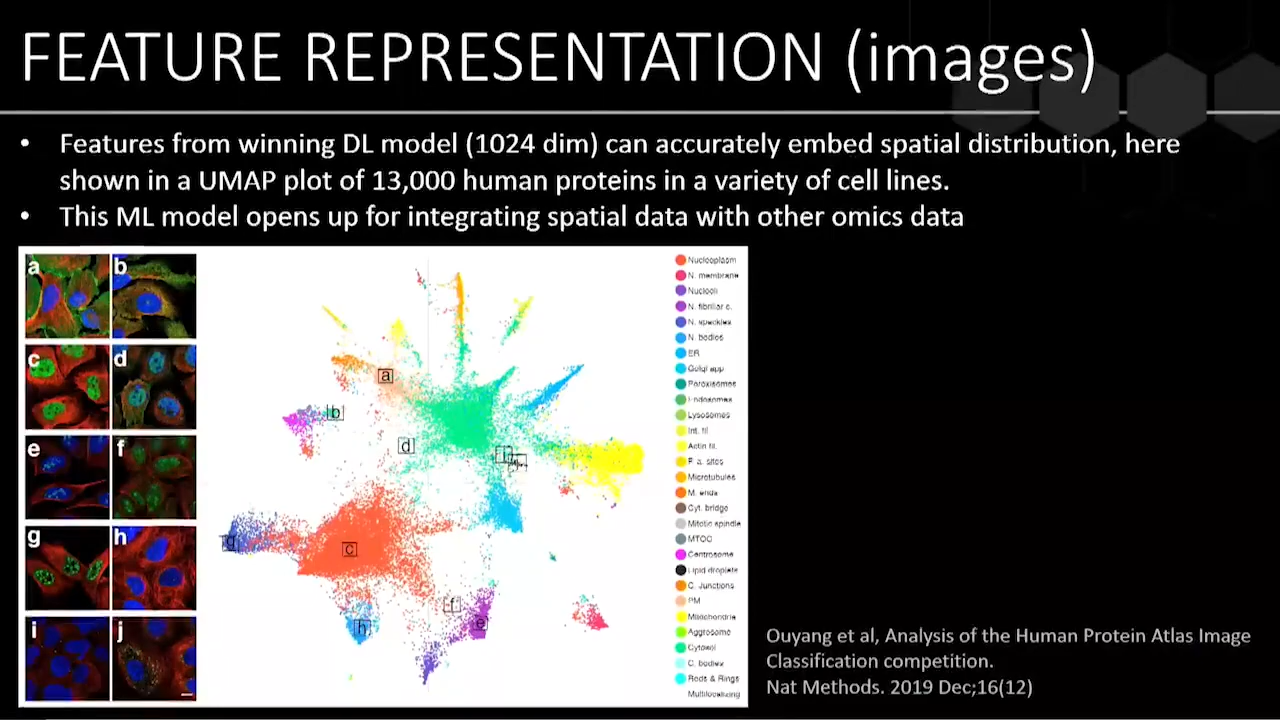 FEATURE REPRESENTATION (images)
• Features from winning DL model (1024 dim) can accurately embed spatial distribution, here
shown in a UMAP plot of 13,000 human proteins in a variety of cell lines.
• This ML model opens up for integrating spatial data with other omics data
a
b
c
d
e
f
g
h
i
j
a
b
d
i
c
g
f
e
h
Nucleoplasm
N. membrane
Nucleoli
N. fibrillar c.
N. speckles
N. bodies
ER
Golgi app
Peroxisomes
Endosomes
Lysosomes
Int. fil
Actin fil.
F. a. sites
Microtubules
M. ends
Cyt. bridge
Mitotic spindle
MTOC
Centrosome
Lipid droplets
C. Junctions
PM
Mitochondria
Aggresome
Cytosol
C. bodies
Rods & Rings
Multilocalizing
Ouyang et al, Analysis of the Human Protein Atlas Image
Classification competition.
Nat Methods. 2019 Dec;16(12)